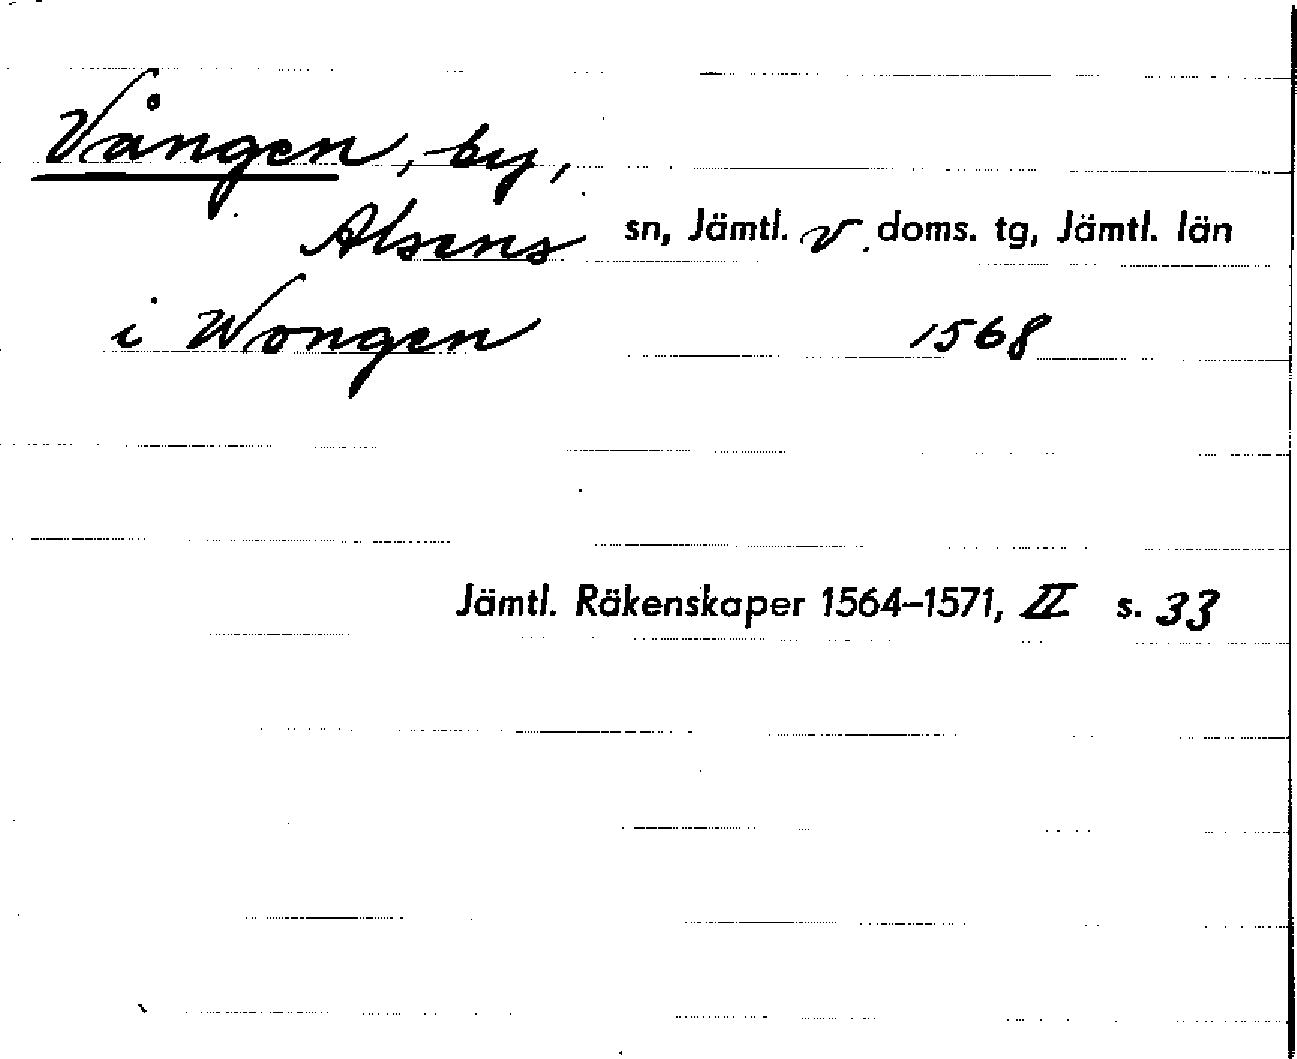 Vången, by,
Alsens sn, Jämtl. v. doms. tg, Jämtl. län
i Wongen 1568
Jämtl. Räkenskaper 1564–1571, II s. 33